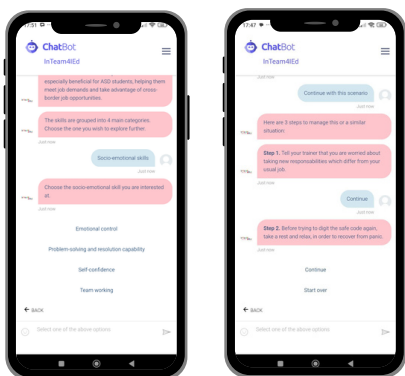 17:51
ChatBot
InTeam4IEd
especially beneficial for ASD students, helping them
meet job demands and take advantage of cross-
border job opportunities.
The skills are grouped into 4 main categories.
Choose the one you wish to explore further.
Just now
Socio-emotional skills
Just now
Choose the socio-emotional skill you are interested
at.
Just now
Emotional control
Problem-solving and resolution capability
Self-confidence
Team working
← BACK
Select one of the above options
17:47
ChatBot
InTeam4IEd
Just now
Continue with this scenario
Just now
Here are 3 steps to manage this or a similar
situation:
Step 1. Tell your trainer that you are worried about
taking new responsibilities which differ from your
usual job.
Just now
Continue
Just now
Step 2. Before trying to digit the safe code again,
take a rest and relax, in order to recover from panic.
Just now
Continue
Start over
← BACK
Select one of the above options